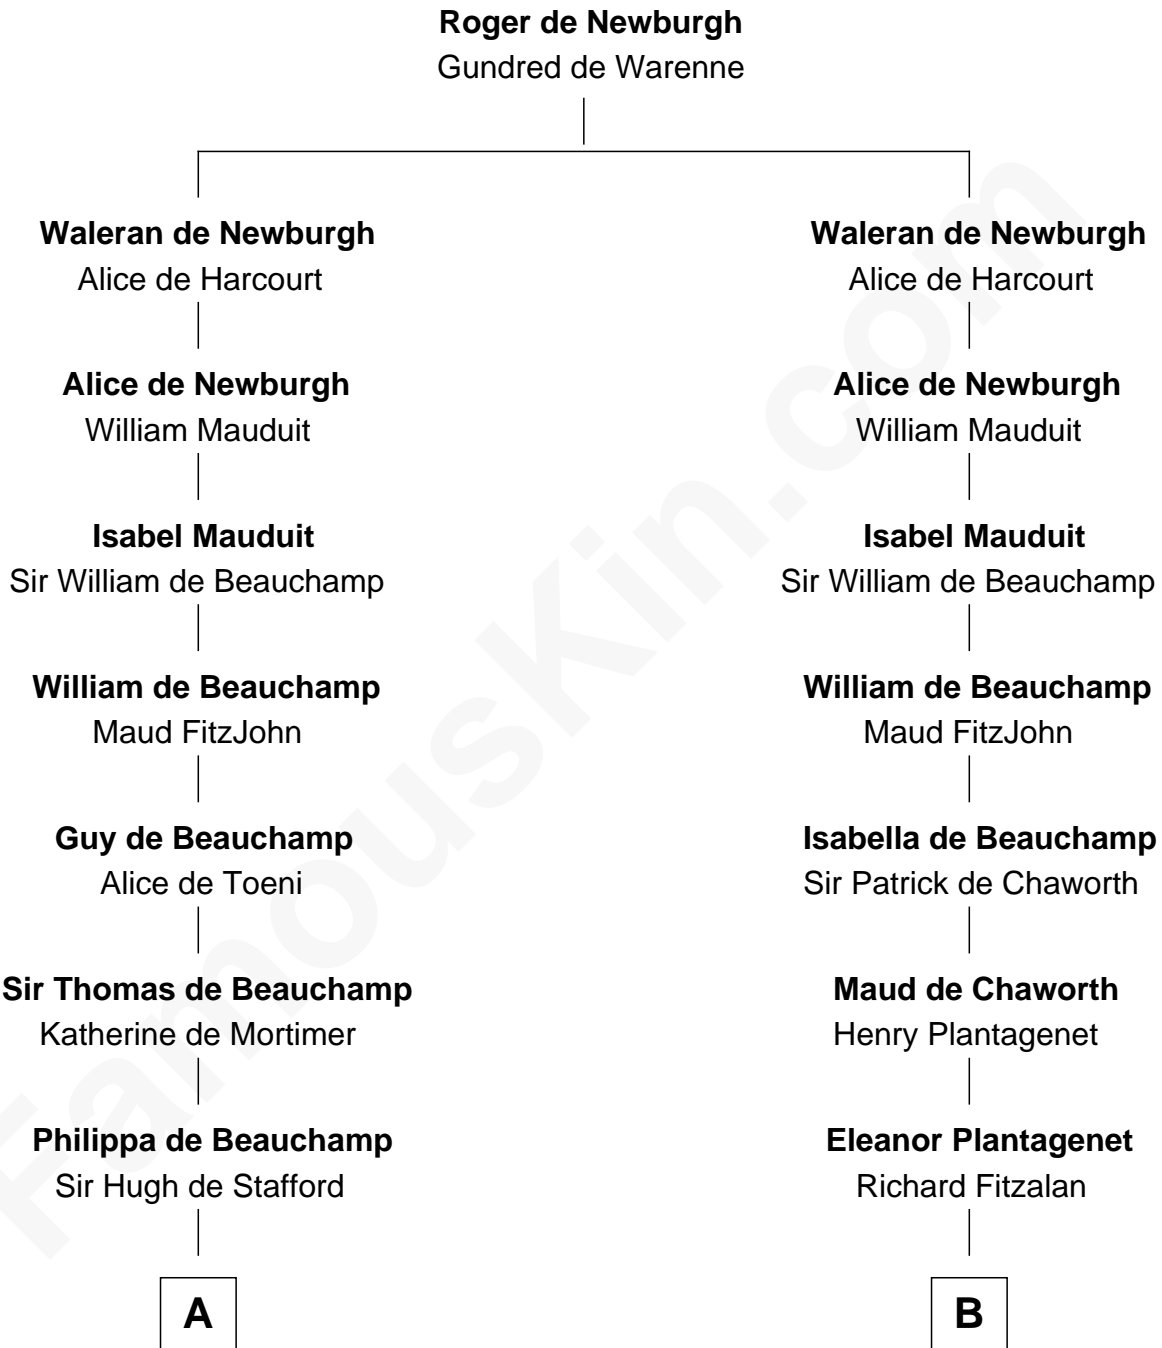 Roger de Newburgh
Gundred de Warenne
Waleran de Newburgh
Alice de Harcourt
Alice de Newburgh
William Mauduit
Isabel Mauduit
Sir William de Beauchamp
William de Beauchamp
Maud FitzJohn
Guy de Beauchamp
Alice de Toeni
Sir Thomas de Beauchamp
Katherine de Mortimer
Philippa de Beauchamp
Sir Hugh de Stafford
A
Waleran de Newburgh
Alice de Harcourt
Alice de Newburgh
William Mauduit
Isabel Mauduit
Sir William de Beauchamp
William de Beauchamp
Maud FitzJohn
Isabella de Beauchamp
Sir Patrick de Chaworth
Maud de Chaworth
Henry Plantagenet
Eleanor Plantagenet
Richard Fitzalan
B
FamousKin.com